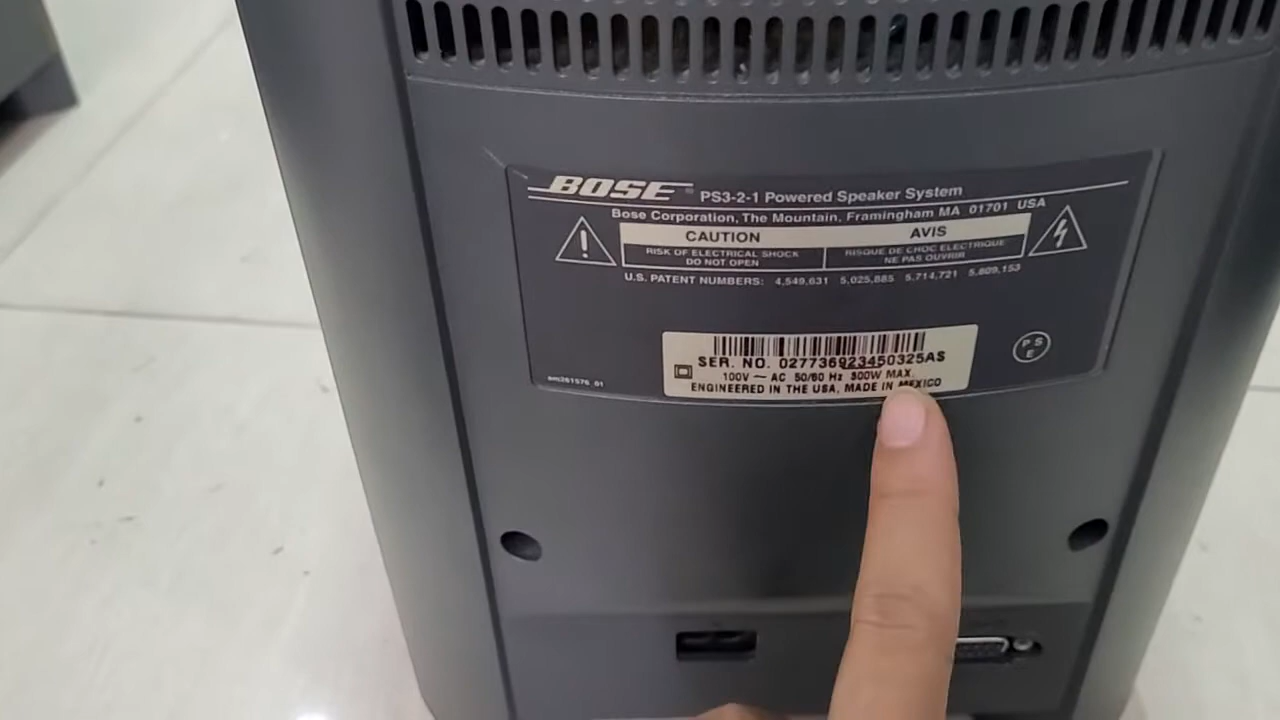 BOSE® PS3-2-1 Powered Speaker System
Bose Corporation, The Mountain, Framingham MA 01701 USA
CAUTION AVIS
RISK OF ELECTRICAL SHOCK RISQUE DE CHOC ELECTRIQUE
DO NOT OPEN NE PAS OUVRIR
U.S. PATENT NUMBERS: 4,549,631 5,025,885 5,714,721 5,809,153
SER. NO. 027736923450325AS
100V ~ AC 50/60 Hz 300W MAX.
ENGINEERED IN THE USA, MADE IN MEXICO
PS
E
am261576_01